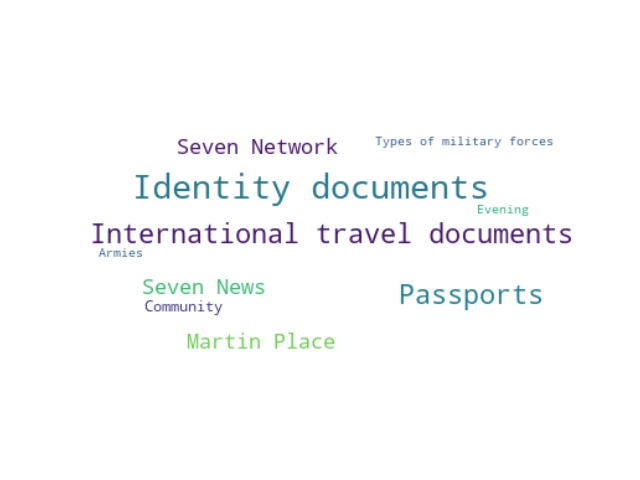 Seven Network
Types of military forces
Identity documents
Evening
International travel documents
Armies
Seven News
Passports
Community
Martin Place